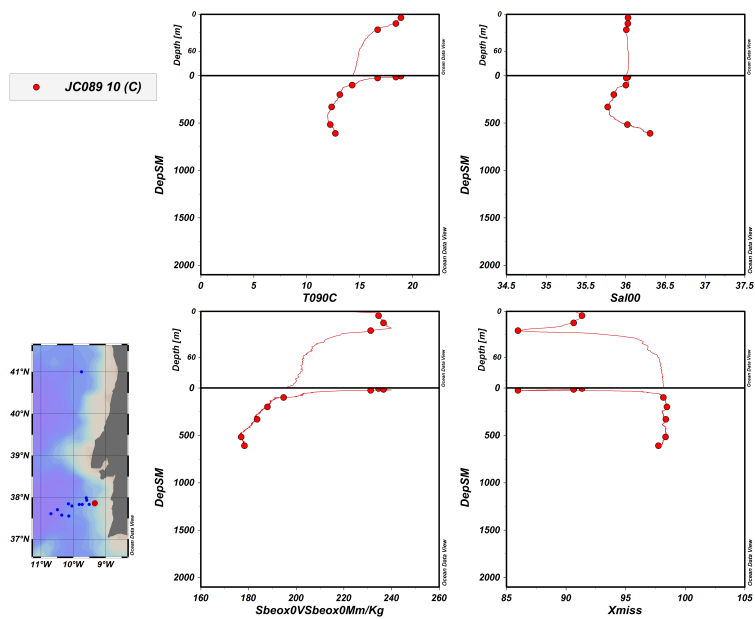 JC089 10 (C)
0
60
0
500
1000
1500
2000
Depth [m]
DepSM
0
5
10
15
20
T090C
Ocean Data View
Ocean Data View
0
60
0
500
1000
1500
2000
Depth [m]
DepSM
34.5
35
35.5
36
36.5
37
37.5
Sal00
Ocean Data View
Ocean Data View
0
60
0
500
1000
1500
2000
Depth [m]
DepSM
160
180
200
220
240
260
Sbeox0VSbeox0Mm/Kg
Ocean Data View
Ocean Data View
0
60
0
500
1000
1500
2000
Depth [m]
DepSM
85
90
95
100
105
Xmiss
Ocean Data View
Ocean Data View
41°N
40°N
39°N
38°N
37°N
11°W
10°W
9°W
Ocean Data View